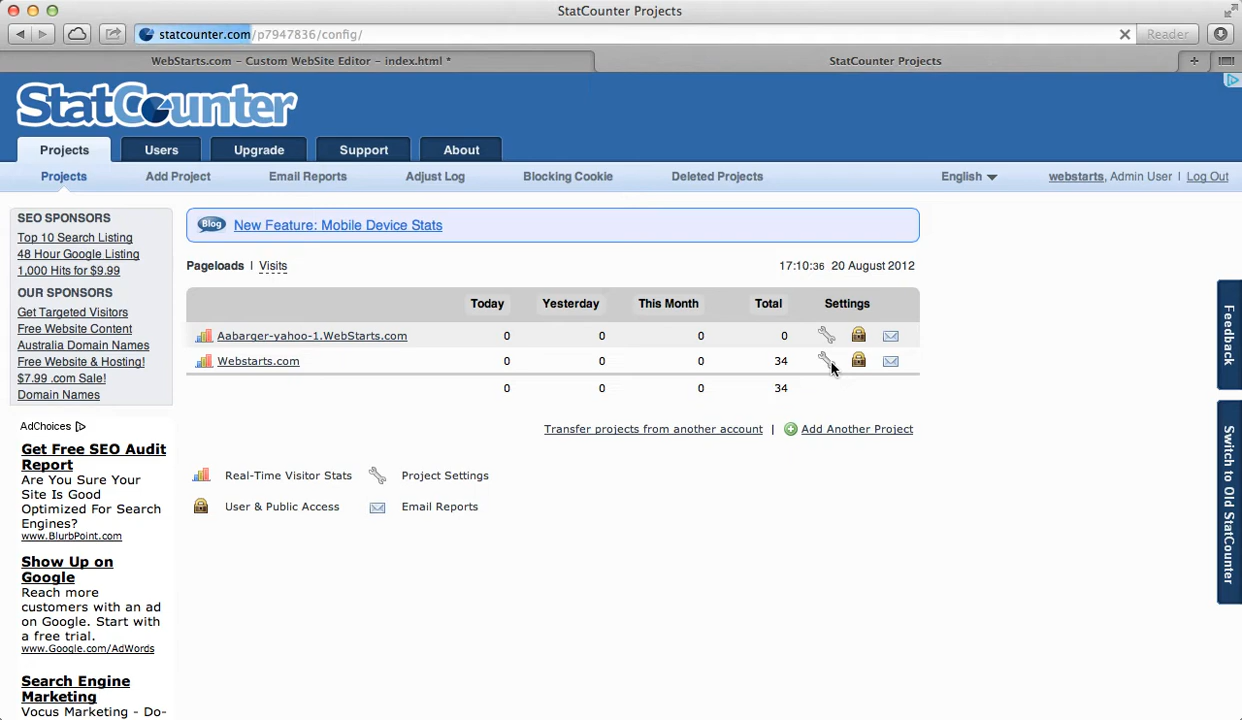 StatCounter Projects
statcounter.com/p7947836/config/
Reader
WebStarts.com – Custom WebSite Editor – index.html *
StatCounter Projects
StatCounter
Projects Users Upgrade Support About
Projects Add Project Email Reports Adjust Log Blocking Cookie Deleted Projects English webstarts, Admin User | Log Out
SEO SPONSORS
Top 10 Search Listing
48 Hour Google Listing
1,000 Hits for $9.99
OUR SPONSORS
Get Targeted Visitors
Free Website Content
Australia Domain Names
Free Website & Hosting!
$7.99 .com Sale!
Domain Names
AdChoices
Get Free SEO Audit
Report
Are You Sure Your
Site Is Good
Optimized For Search
Engines?
www.BlurbPoint.com
Show Up on
Google
Reach more
customers with an ad
on Google. Start with
a free trial.
www.Google.com/AdWords
Search Engine
Marketing
Vocus Marketing - Do-
Blog New Feature: Mobile Device Stats
Pageloads | Visits 17:10:36 20 August 2012
Today Yesterday This Month Total Settings
Aabarger-yahoo-1.WebStarts.com 0 0 0 0
Webstarts.com 0 0 0 34
0 0 0 34
Transfer projects from another account | Add Another Project
Real-Time Visitor Stats Project Settings
User & Public Access Email Reports
Feedback
Switch to Old StatCounter